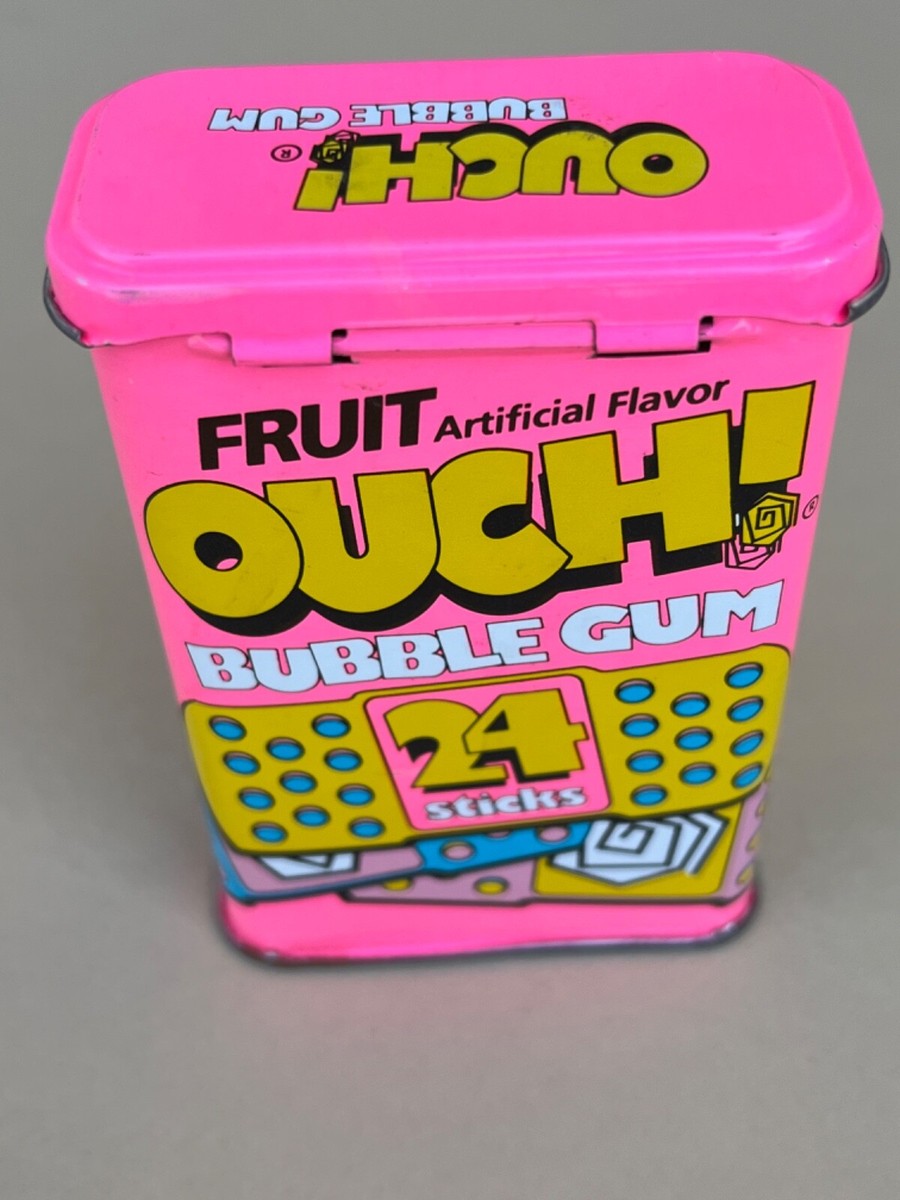 BUBBLE GUM
OUCH!
®
FRUIT Artificial Flavor
OUCH!
®
BUBBLE GUM
24
sticks